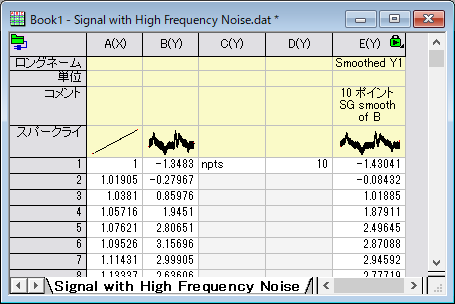 Book1 - Signal with High Frequency Noise.dat *
A(X) B(Y) C(Y) D(Y) E(Y)
ロングネーム Smoothed Y1
単位
コメント 10 ポイント
SG smooth
of B
スパークライ
1 1 -1.3483 npts 10 -1.43041
2 1.01905 -0.27967 -0.08432
3 1.0381 0.85976 1.01885
4 1.05716 1.9451 1.87911
5 1.07621 2.80651 2.49645
6 1.09526 3.15696 2.87088
7 1.11431 2.99905 2.94592
8 1.13337 2.63606 2.77719
Signal with High Frequency Noise